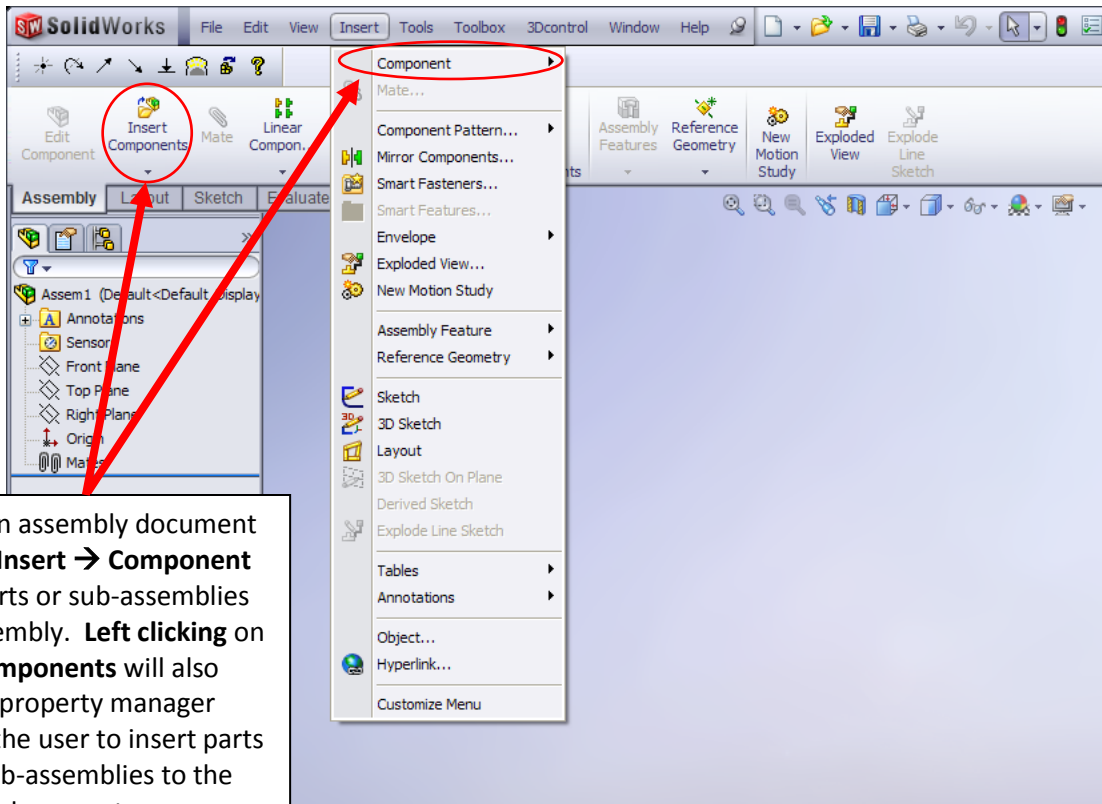 SolidWorks File Edit View Insert Tools Toolbox 3Dcontrol Window Help
Component
Mate...
Component Pattern...
Mirror Components...
Smart Fasteners...
Smart Features...
Envelope
Exploded View...
New Motion Study
Assembly Feature
Reference Geometry
Sketch
3D Sketch
Layout
3D Sketch On Plane
Derived Sketch
Explode Line Sketch
Tables
Annotations
Object...
Hyperlink...
Customize Menu
Edit
Component
Insert
Components
Mate
Linear
Compon...
Assembly
Features
Reference
Geometry
New
Motion
Study
Exploded
View
Explode
Line
Sketch
Assembly Layout Sketch Evaluate
Assem1 (Default<Default_Display
Annotations
Sensor
Front Plane
Top Plane
Right Plane
Origin
Mates
n assembly document
Insert → Component
rts or sub-assemblies
embly. Left clicking on
mponents will also
property manager
the user to insert parts
b-assemblies to the